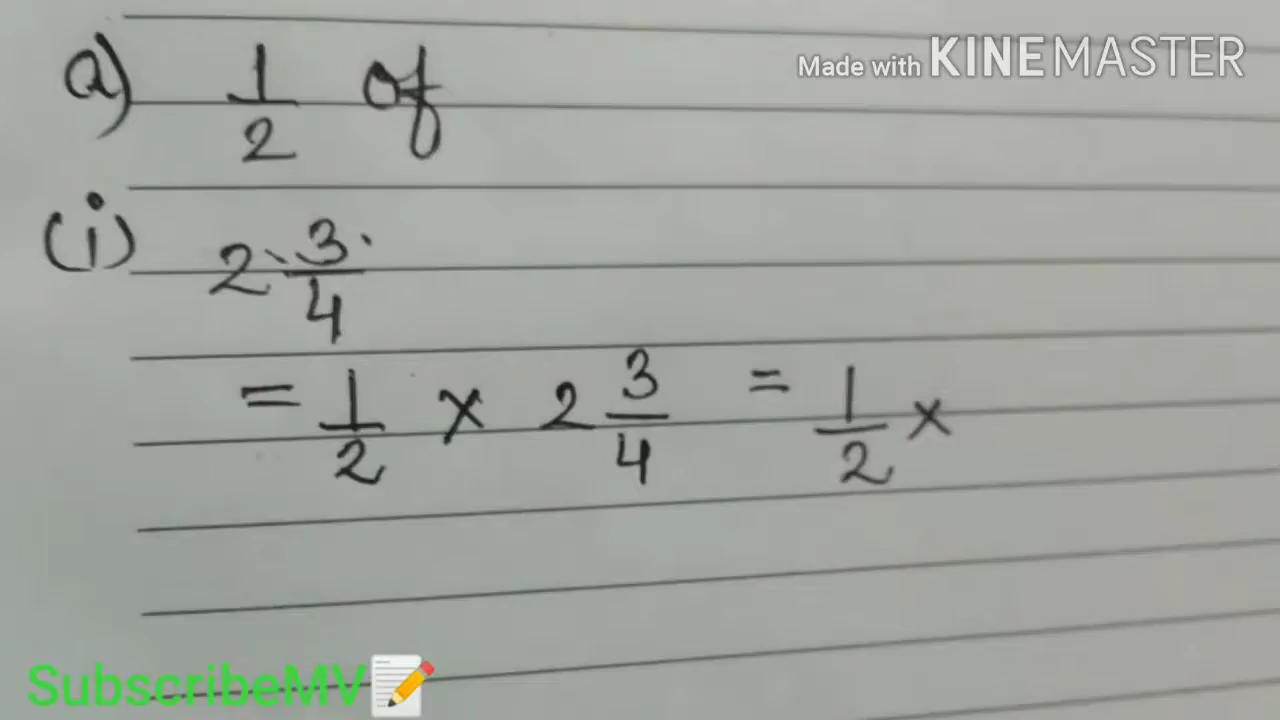 Made with KINEMASTER
a) 1/2 of
(i) 2 3/4
= 1/2 × 2 3/4 = 1/2 ×
SubscribeMV